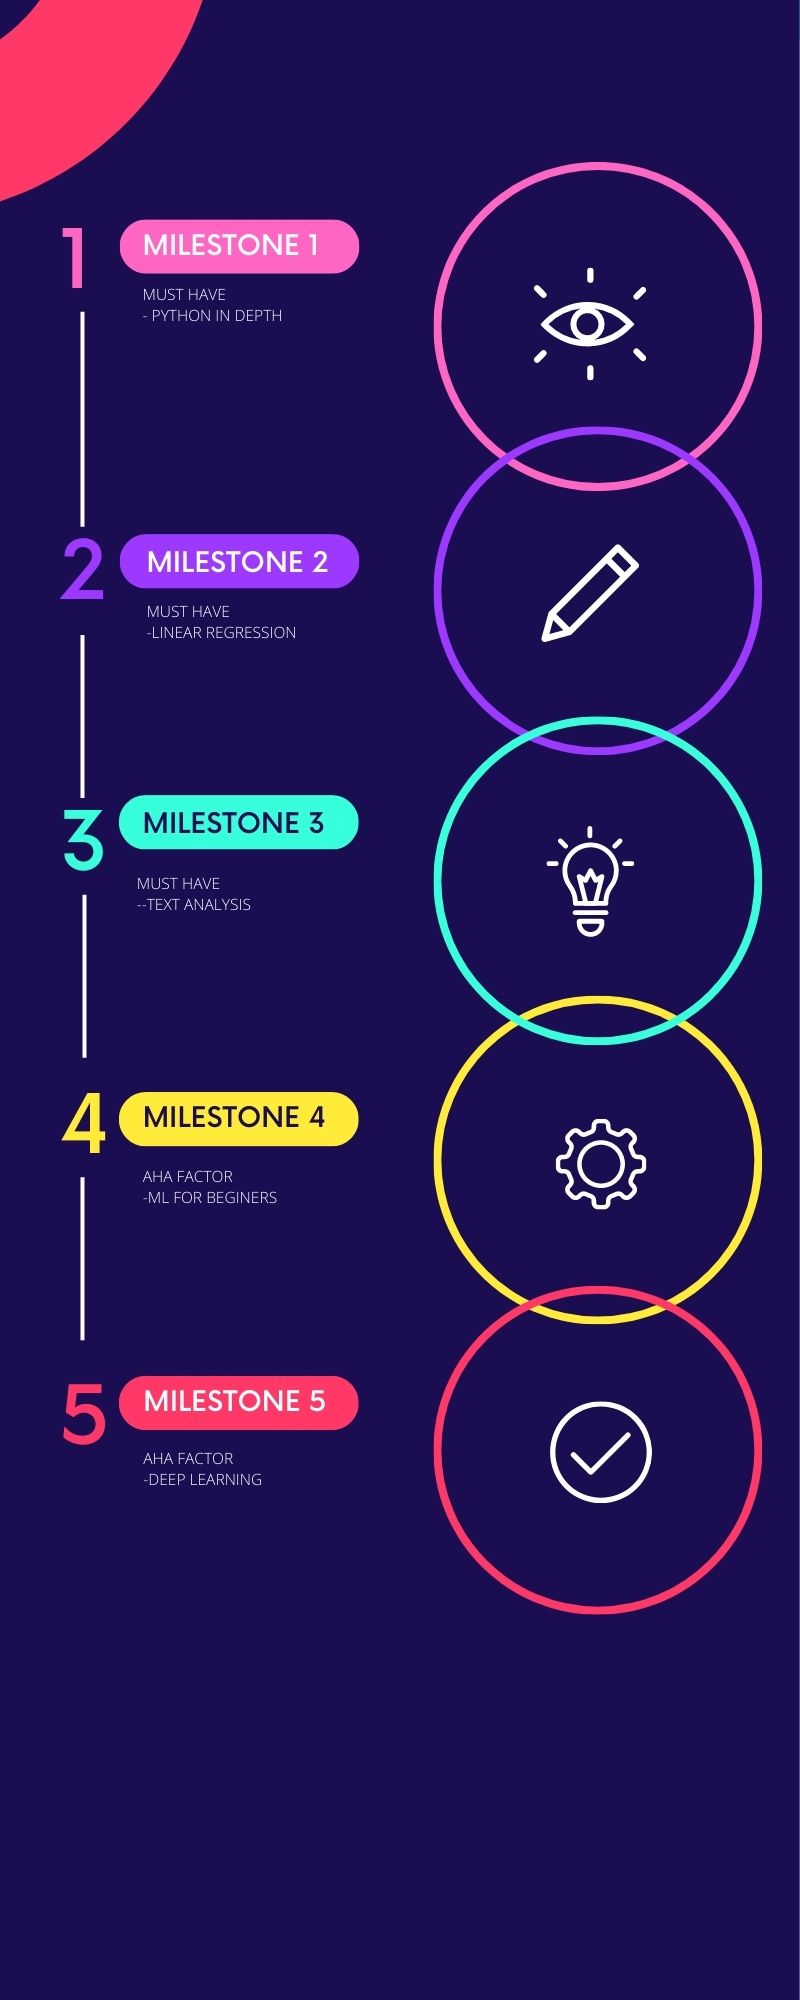 1
MILESTONE 1
MUST HAVE
- PYTHON IN DEPTH
2
MILESTONE 2
MUST HAVE
-LINEAR REGRESSION
3
MILESTONE 3
MUST HAVE
--TEXT ANALYSIS
4
MILESTONE 4
AHA FACTOR
-ML FOR BEGINERS
5
MILESTONE 5
AHA FACTOR
-DEEP LEARNING